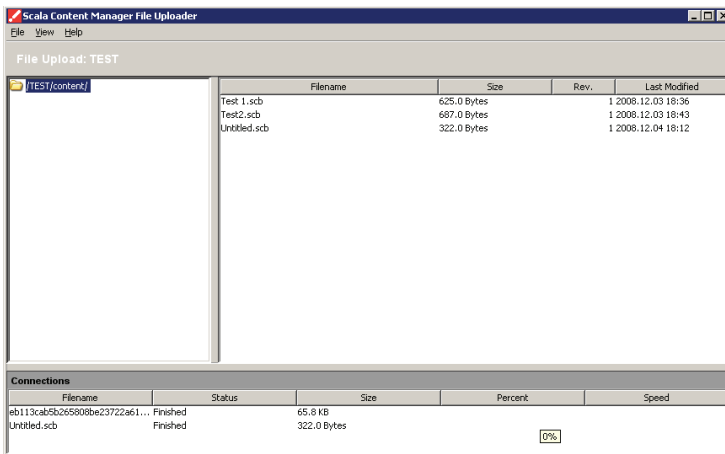 Scala Content Manager File Uploader
File View Help
File Upload: TEST
/TEST/content/
Filename Size Rev. Last Modified
Test 1.scb 625.0 Bytes 1 2008.12.03 18:36
Test2.scb 687.0 Bytes 1 2008.12.03 18:43
Untitled.scb 322.0 Bytes 1 2008.12.04 18:12
Connections
Filename Status Size Percent Speed
eb113cab5b265808be23722a61... Finished 65.8 KB
Untitled.scb Finished 322.0 Bytes
0%